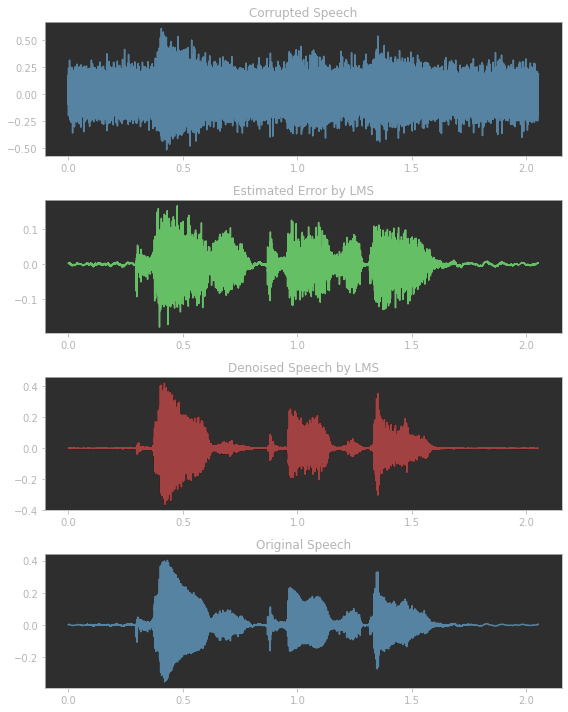 Corrupted Speech
0.50
0.25
0.00
−0.25
−0.50
0.0 0.5 1.0 1.5 2.0
Estimated Error by LMS
0.1
0.0
−0.1
0.0 0.5 1.0 1.5 2.0
Denoised Speech by LMS
0.4
0.2
0.0
−0.2
−0.4
0.0 0.5 1.0 1.5 2.0
Original Speech
0.4
0.2
0.0
−0.2
0.0 0.5 1.0 1.5 2.0